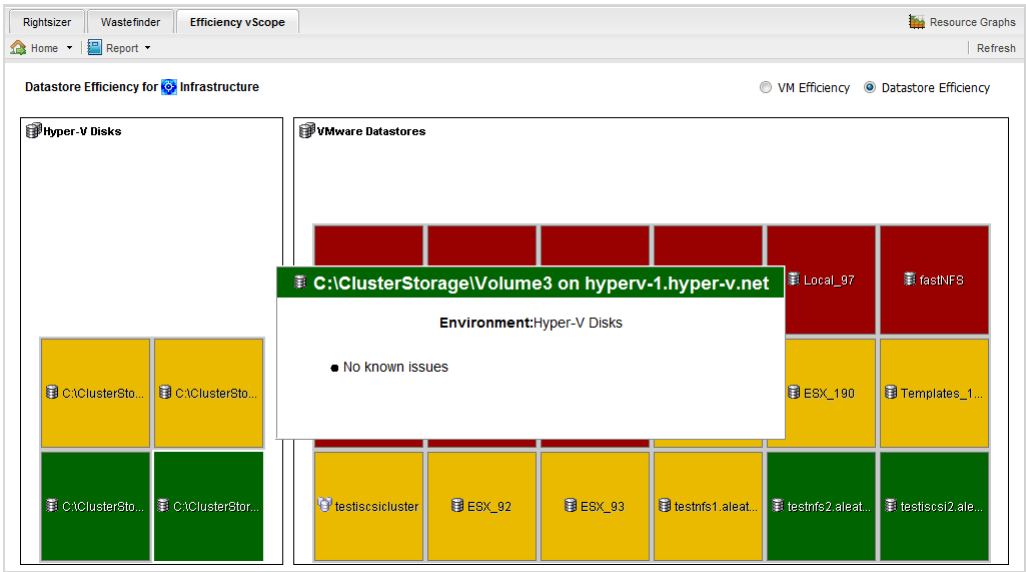 Rightsizer Wastefinder Efficiency vScope Resource Graphs
Home Report Refresh
Datastore Efficiency for Infrastructure VM Efficiency Datastore Efficiency
Hyper-V Disks VMware Datastores
C:\ClusterStorage\Volume3 on hyperv-1.hyper-v.net Local_97 fastNFS
Environment:Hyper-V Disks
No known issues
C:\ClusterSto... C:\ClusterSto... ESX_190 Templates_1...
C:\ClusterSto... C:\ClusterStor... testiscsicluster ESX_92 ESX_93 testnfs1.aleat... testnfs2.aleat... testiscsi2.ale...